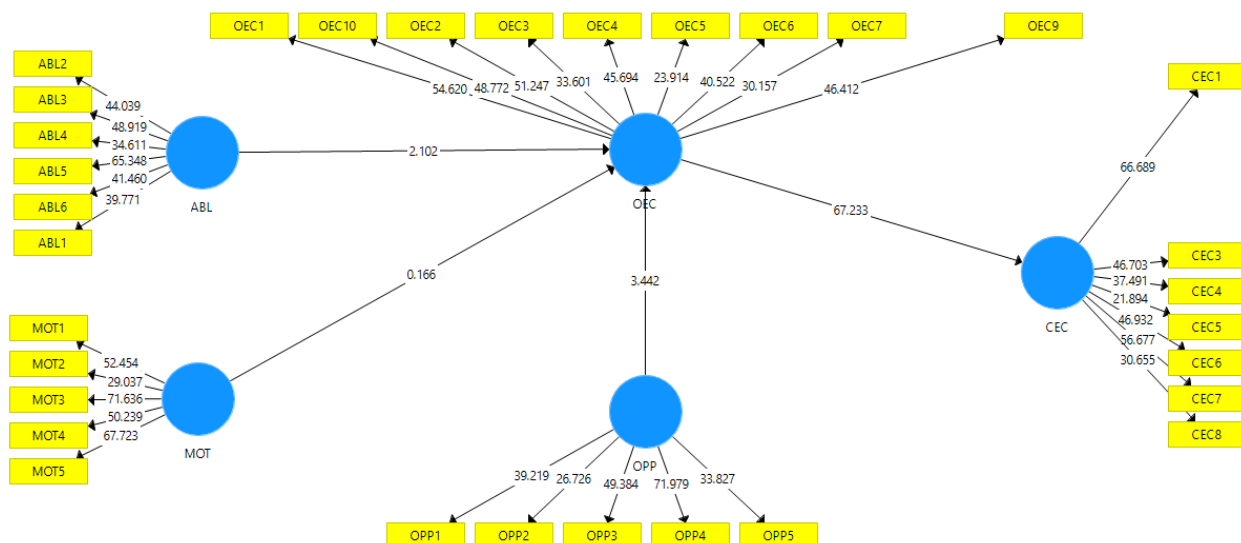 OEC1
OEC10
OEC2
OEC3
OEC4
OEC5
OEC6
OEC7
OEC9
54.620
48.772
51.247
33.601
45.694
23.914
40.522
30.157
46.412
ABL2
ABL3
ABL4
ABL5
ABL6
ABL1
44.039
48.919
34.611
65.348
41.460
39.771
ABL
2.102
OEC
67.233
CEC1
66.689
CEC3
CEC4
CEC5
CEC6
CEC7
CEC8
46.703
37.491
21.894
46.932
56.677
30.655
CEC
0.166
3.442
MOT1
MOT2
MOT3
MOT4
MOT5
52.454
29.037
71.636
50.239
67.723
MOT
OPP
39.219
26.726
49.384
71.979
33.827
OPP1
OPP2
OPP3
OPP4
OPP5